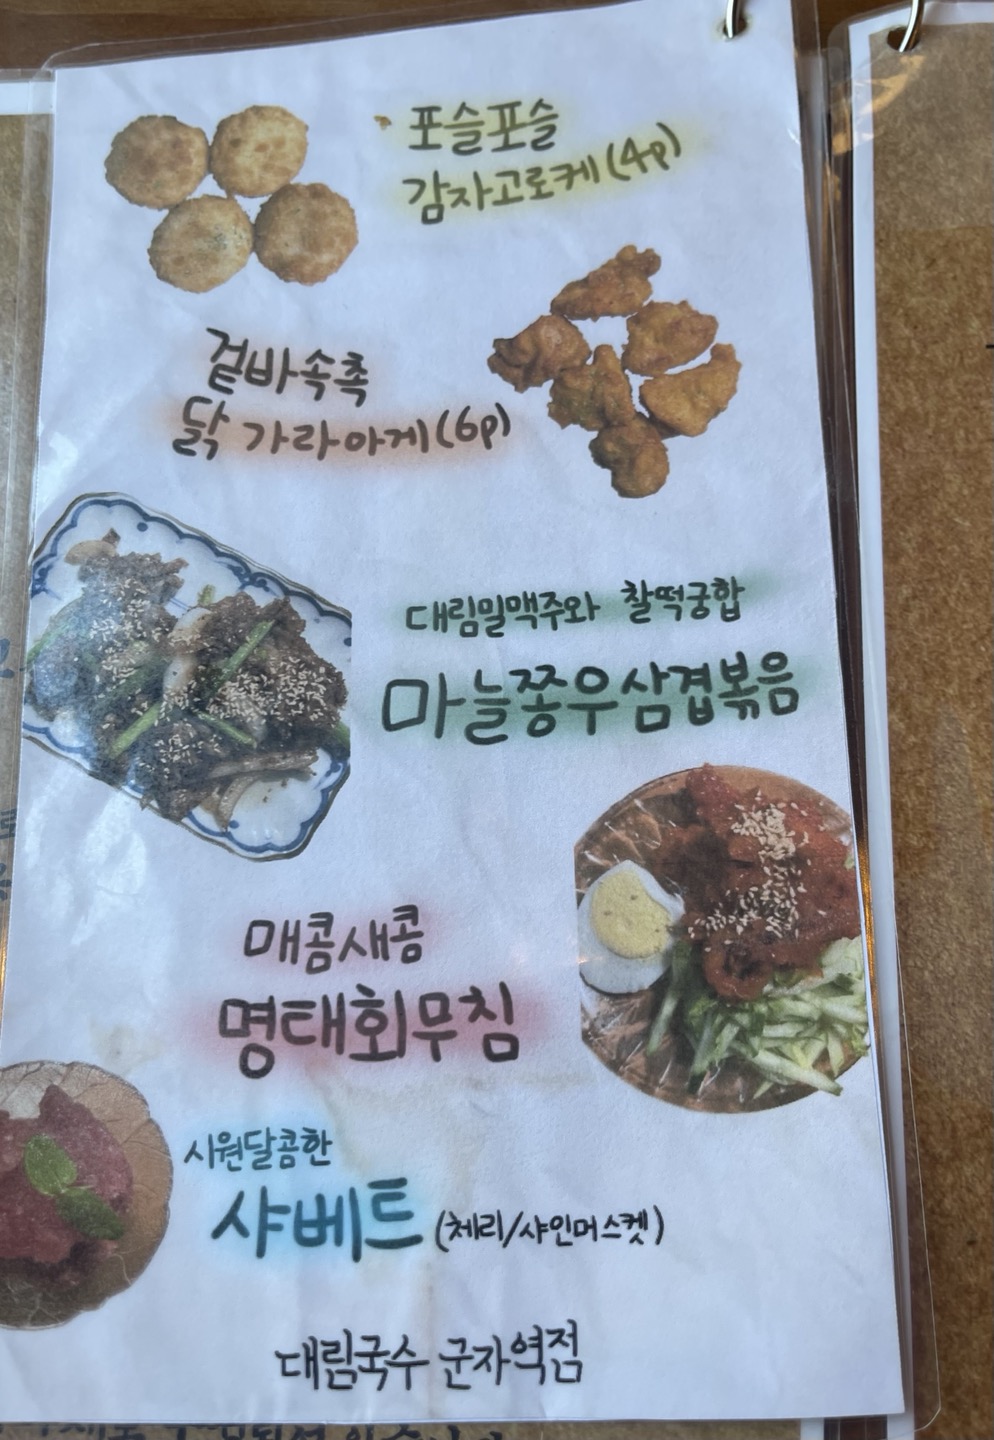 포슬포슬
감자고로케(4p)
겉바속촉
닭 가라아게(6p)
대림밀맥주와 찰떡궁합
마늘쫑우삼겹볶음
매콤새콤
명태회무침
시원달콤한
샤베트 (체리/샤인머스켓)
대림국수 군자역점